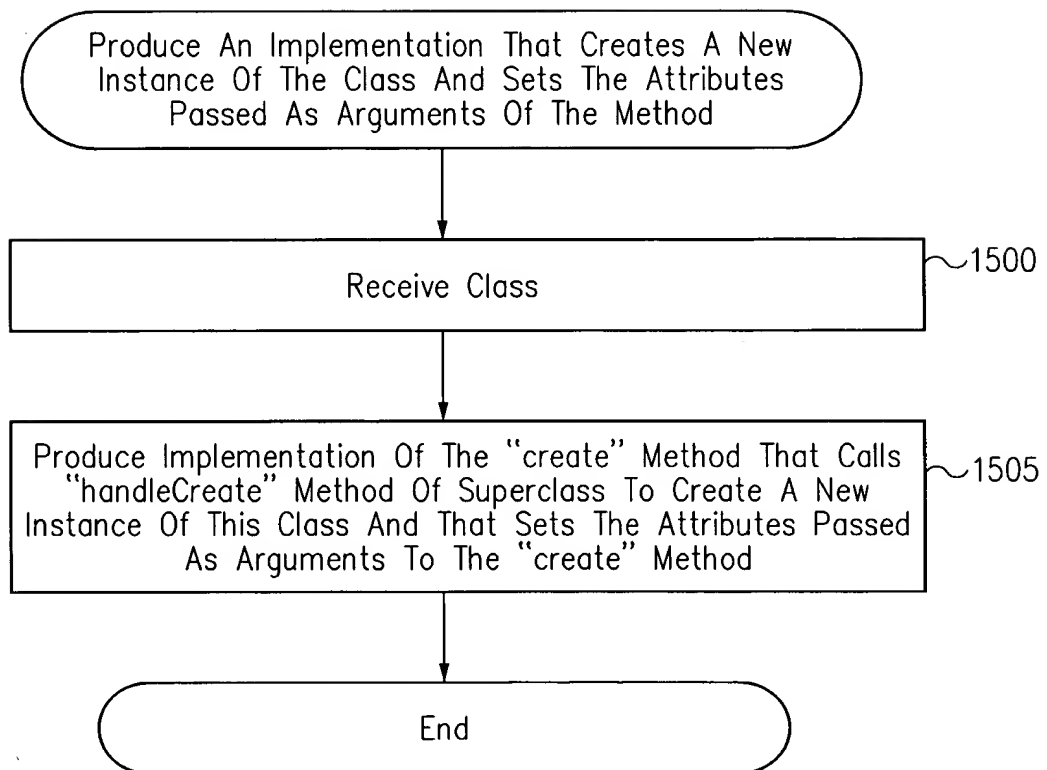 Produce An Implementation That Creates A New
Instance Of The Class And Sets The Attributes
Passed As Arguments Of The Method
Receive Class
1500
Produce Implementation Of The "create" Method That Calls
"handleCreate" Method Of Superclass To Create A New
Instance Of This Class And That Sets The Attributes Passed
As Arguments To The "create" Method
1505
End